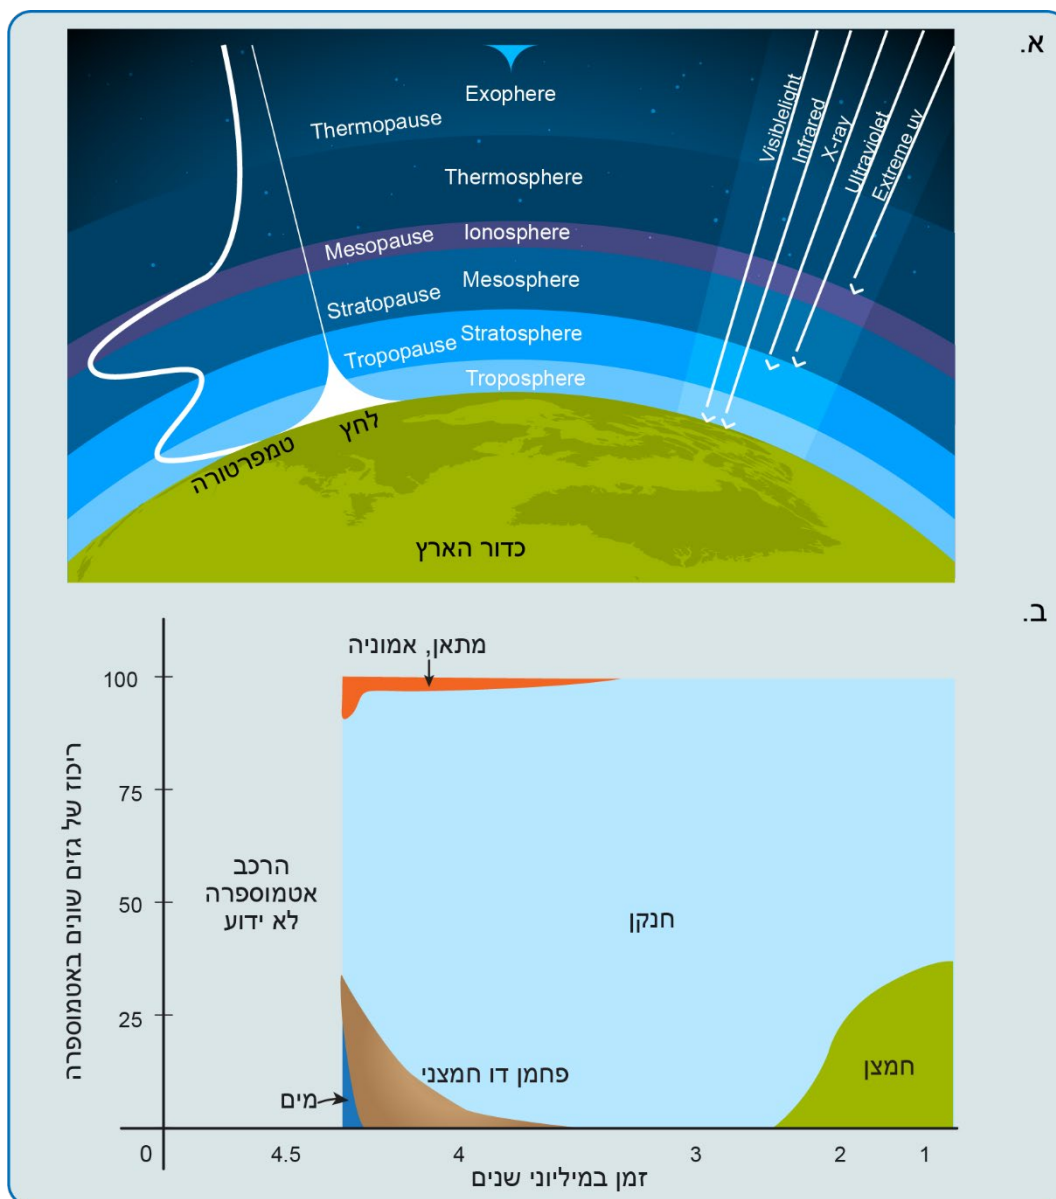 א.
Exophere
Thermopause
Thermosphere
Mesopause
Ionosphere
Stratopause
Mesosphere
Tropopause
Stratosphere
Troposphere
Visiblelight
Infrared
X-ray
Ultraviolet
Extreme uv
לחץ
טמפרטורה
כדור הארץ
ב.
מתאן, אמוניה
100
75
50
25
ריכוז של גזים שונים באטמוספרה
הרכב
אטמוספרה
לא ידוע
חנקן
פחמן דו חמצני
חמצן
מים
0 4.5 4 3 2 1
זמן במיליוני שנים